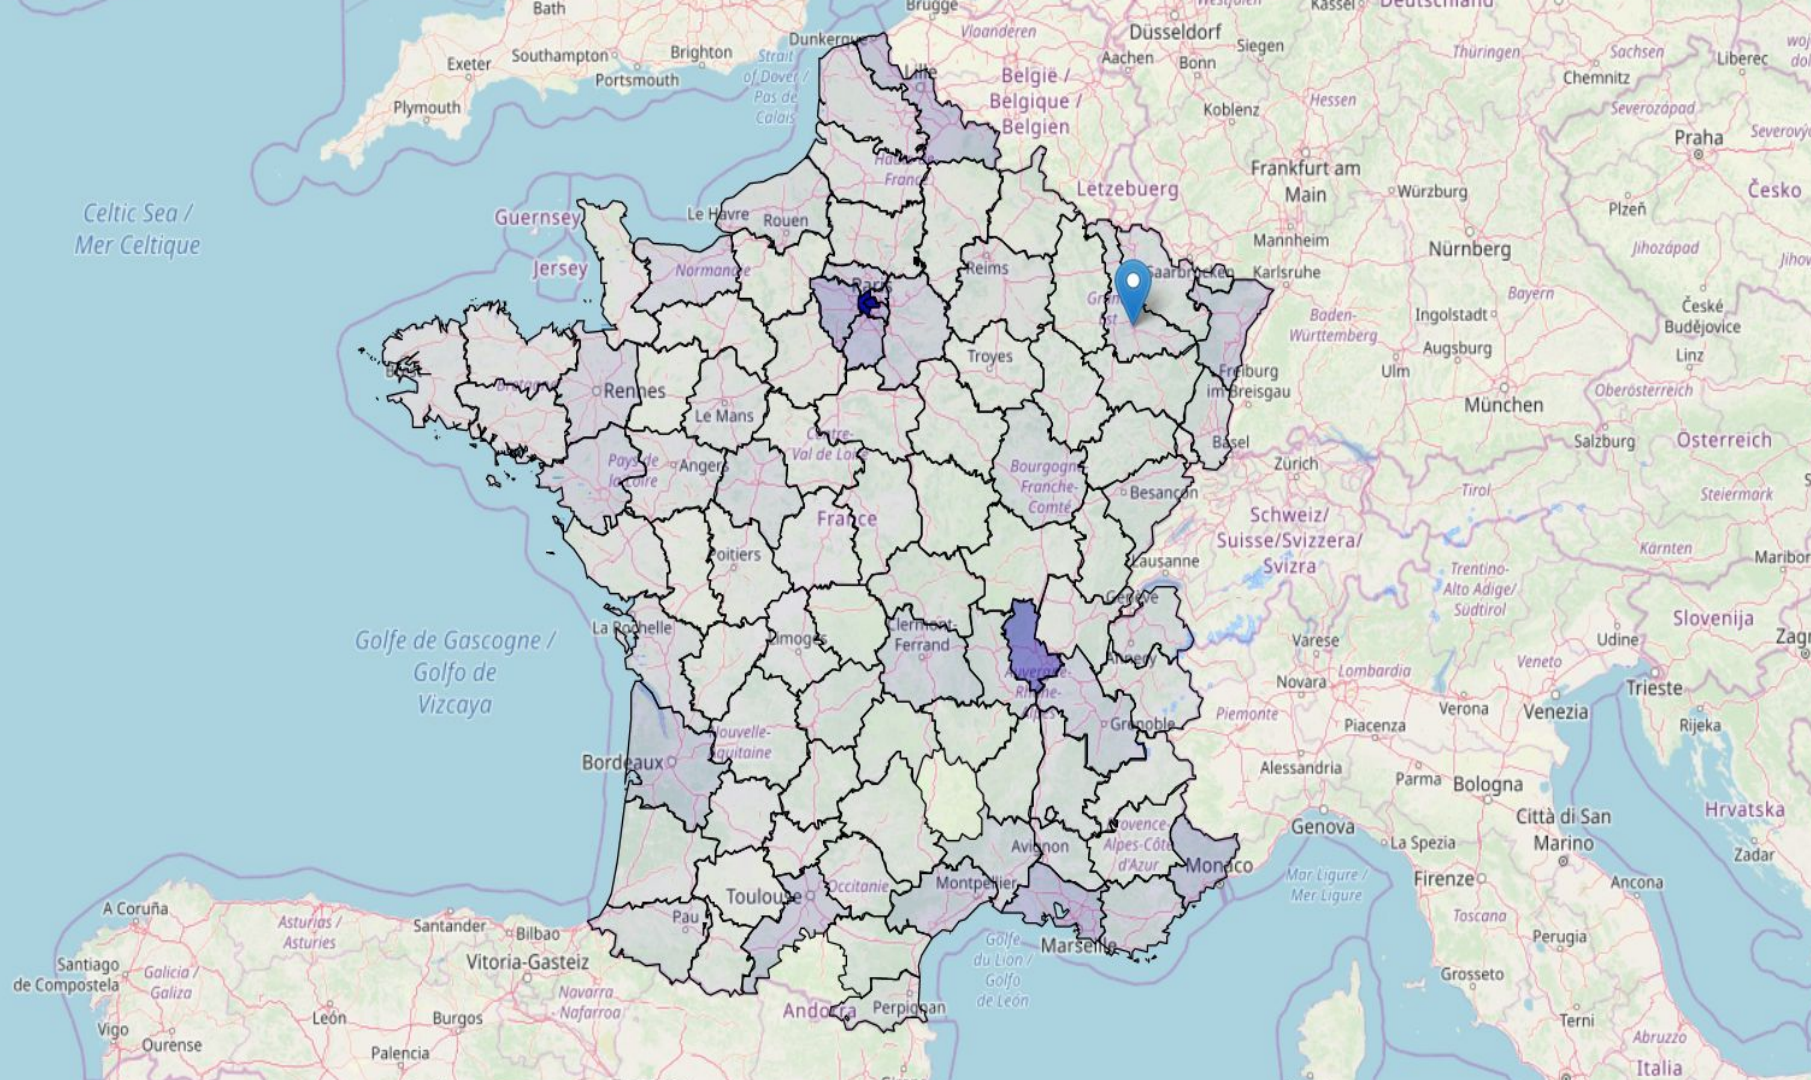 Bath
Brugge
Kassel
Deutschland
Dunkerque
Vlaanderen
Düsseldorf
Siegen
Thüringen
Sachsen
Liberec
Southampton
Brighton
Exeter
Portsmouth
Strait
of Dover /
Pas de
Calais
Lille
België /
Belgique /
Belgien
Aachen
Bonn
Chemnitz
Plymouth
Koblenz
Hessen
Severozápad
Praha
Frankfurt am
Main
Würzburg
Plzeň
Česko
Celtic Sea /
Mer Celtique
Guernsey
Le Havre
Rouen
Lëtzebuerg
Mannheim
Nürnberg
Jihozápad
Jersey
Normandie
Reims
Saarbrücken
Karlsruhe
Paris
Bayern
Baden-
Württemberg
Ingolstadt
České
Budějovice
Troyes
Augsburg
Linz
Ulm
Freiburg
im Breisgau
Oberösterreich
Rennes
Le Mans
München
Centre-
Val de Loire
Basel
Salzburg
Österreich
Pays de
la Loire
Angers
Bourgogne
Franche-
Comté
Besançon
Zürich
Tirol
Steiermark
France
Schweiz/
Suisse/Svizzera/
Svizra
Poitiers
Lausanne
Kärnten
Maribor
Trentino-
Alto Adige/
Südtirol
Genève
Slovenija
La Rochelle
Limoges
Clermont-
Ferrand
Varese
Udine
Golfe de Gascogne /
Golfo de
Vizcaya
Annecy
Auvergne-
Rhône-
Alpes
Lombardia
Novara
Véneto
Trieste
Verona
Venezia
Rijeka
Piemonte
Piacenza
Grenoble
Nouvelle-
Aquitaine
Bordeaux
Alessandria
Parma
Bologna
Hrvatska
Città di San
Marino
Genova
La Spezia
Avignon
Provence-
Alpes-Côte
d'Azur
Monaco
Zadar
Mar Ligure /
Mer Ligure
Firenze
Ancona
Toulouse
Occitanie
Montpellier
A Coruña
Asturias /
Asturies
Santander
Bilbao
Pau
Toscana
Perugia
Marseille
Golfe
du Lion /
Golfo
de León
Santiago
de Compostela
Galicia /
Galiza
Vitoria-Gasteiz
Navarra
- Nafarroa
Grosseto
León
Burgos
Andorra
Perpignan
Vigo
Ourense
Palencia
Terni
Abruzzo
Italia